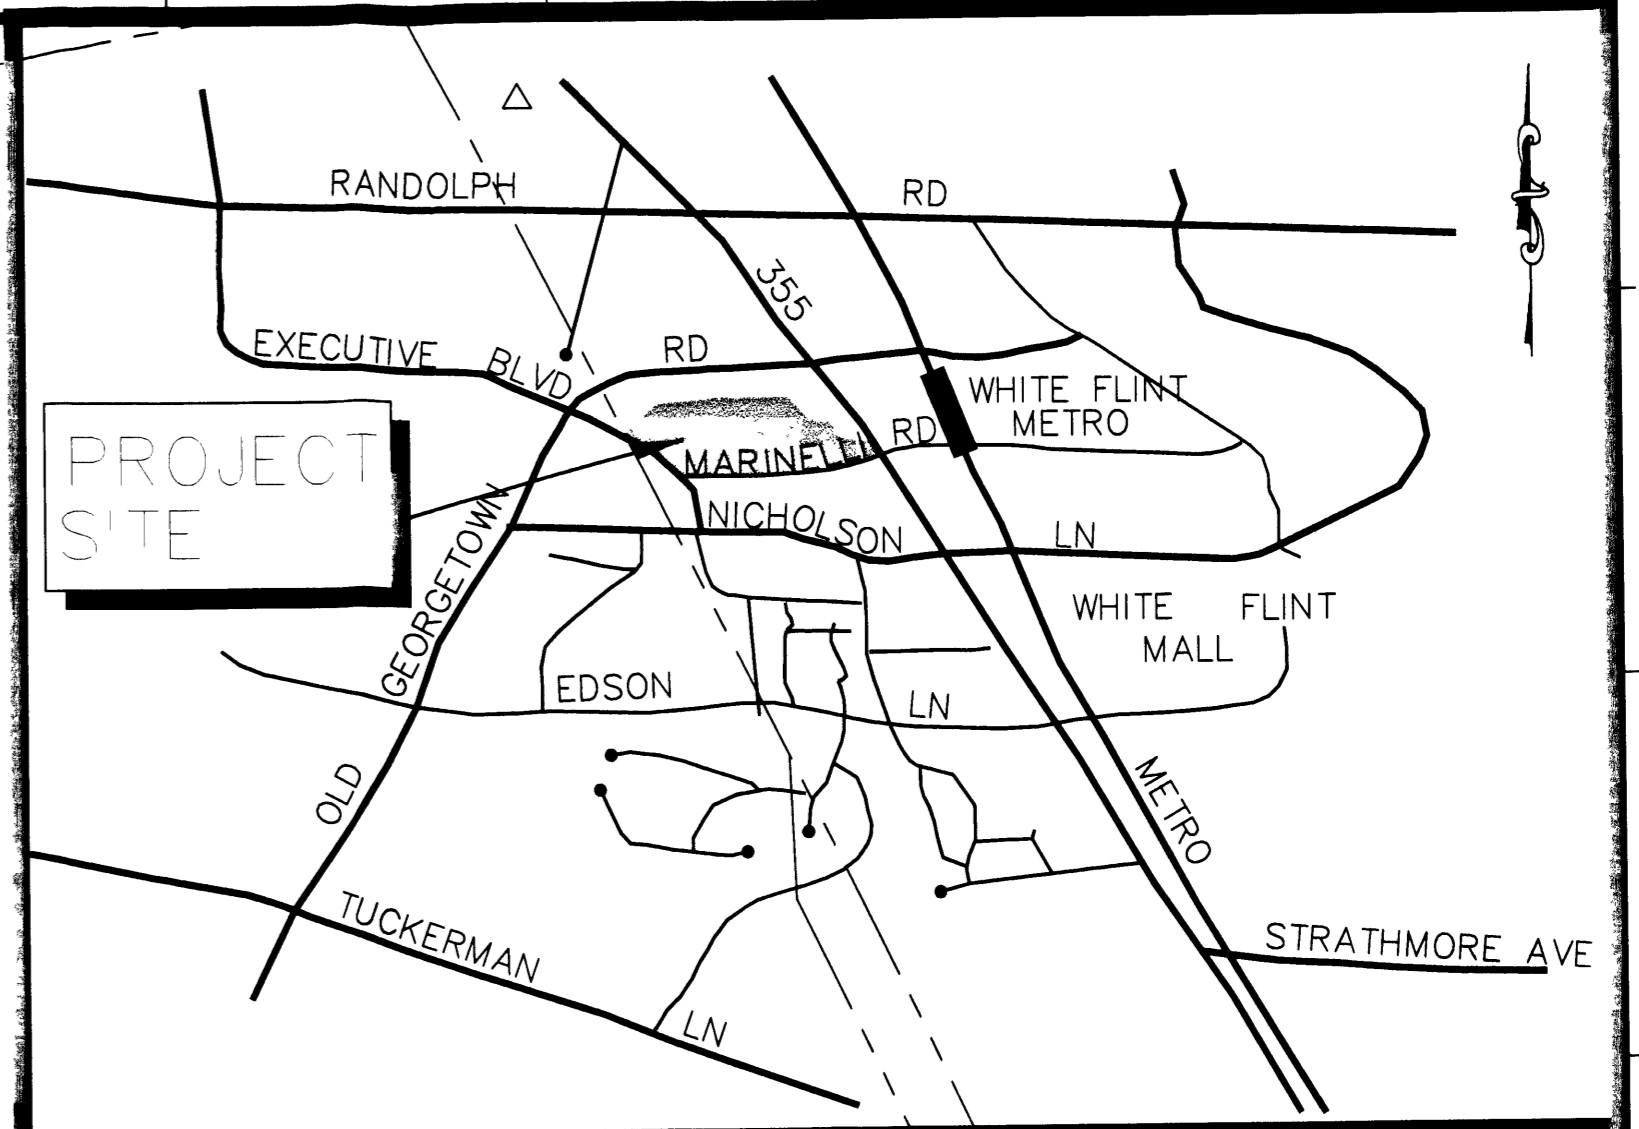 RANDOLPH RD
355
EXECUTIVE BLVD
RD
WHITE FLINT
METRO
PROJECT
SITE
MARINELLI RD
NICHOLSON LN
OLD GEORGETOWN
WHITE FLINT
MALL
EDSON LN
METRO
TUCKERMAN LN
STRATHMORE AVE